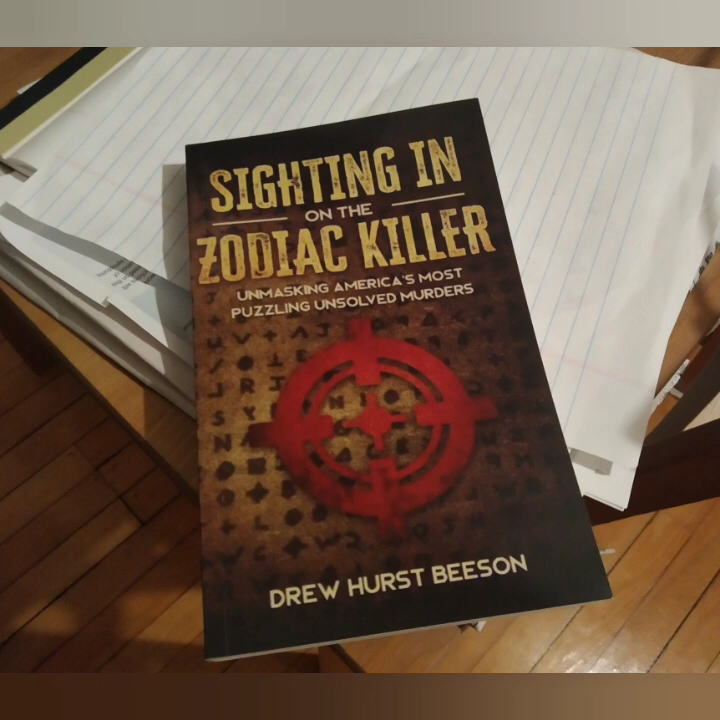 SIGHTING IN
ON THE
ZODIAC KILLER
UNMASKING AMERICA'S MOST
PUZZLING UNSOLVED MURDERS
DREW HURST BEESON